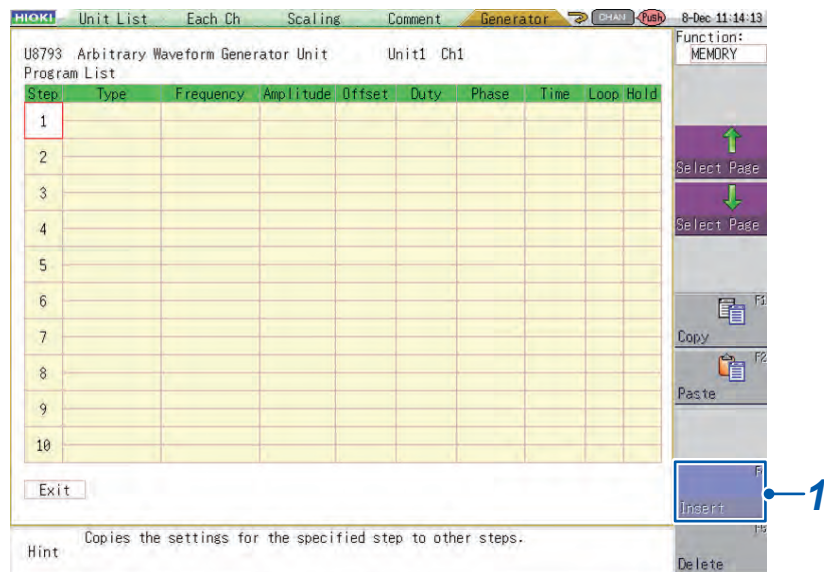 HIOKI Unit List Each Ch Scaling Comment Generator CHAN Push 8-Dec 11:14:13
Function:
MEMORY
U8793 Arbitrary Waveform Generator Unit Unit1 Ch1
Program List
Step Type Frequency Amplitude Offset Duty Phase Time Loop Hold
1
2
3
4
5
6
7
8
9
10
Exit
Select Page
Select Page
F1
Copy
F2
Paste
Insert
1
Delete
Hint Copies the settings for the specified step to other steps.